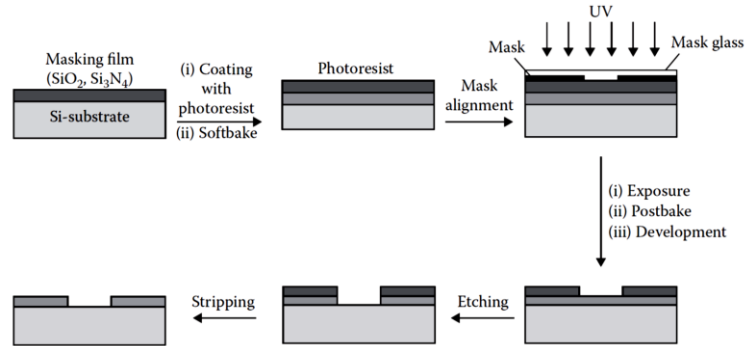 Masking film
(SiO2, Si3N4)
Si-substrate
(i) Coating
with
photoresist
(ii) Softbake
Photoresist
Mask
alignment
UV
Mask
Mask glass
(i) Exposure
(ii) Postbake
(iii) Development
Stripping
Etching